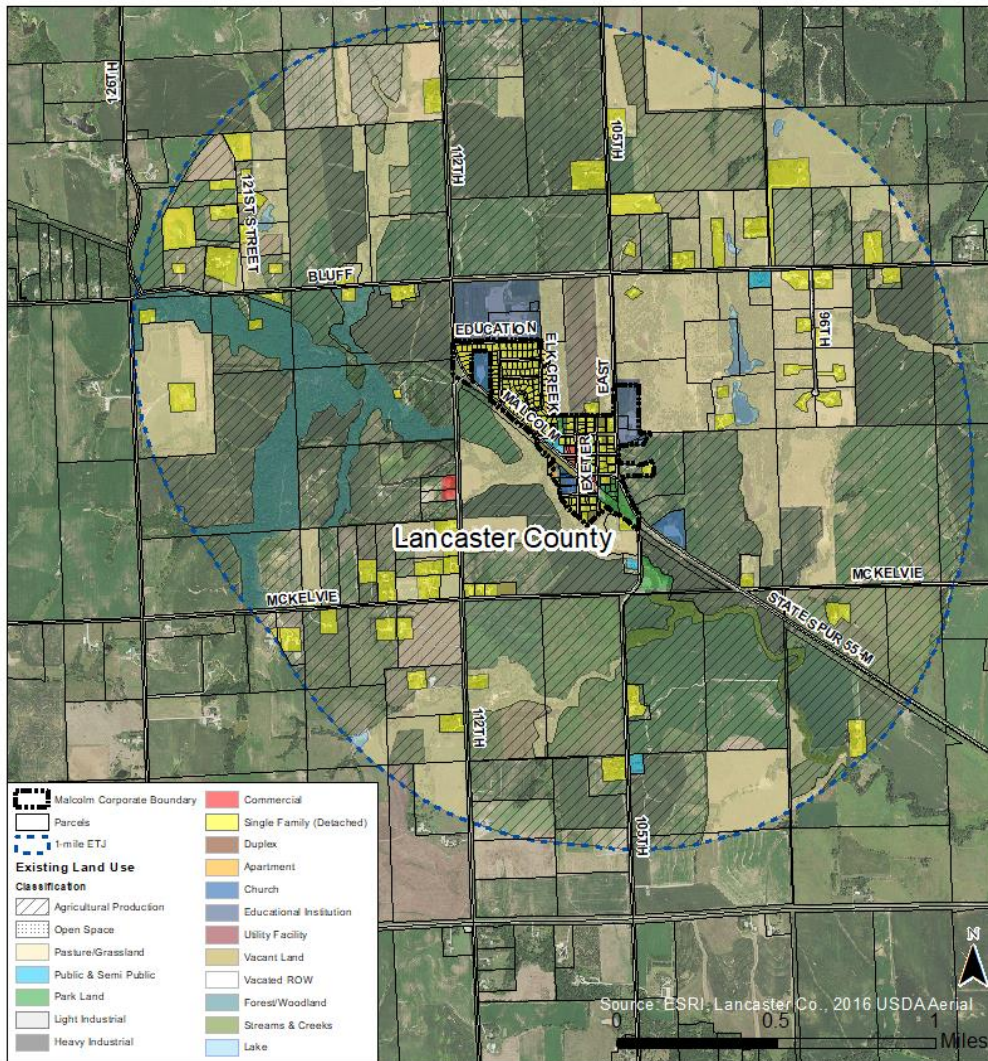 126TH
112TH
105TH
121ST STREET
BLUFF
96TH
EDUCATION
ELK CREEK
EAST
MALCOLM
EXETER
Lancaster County
MCKELVIE
MCKELVIE
STATE SPUR 55-M
112TH
105TH
Malcolm Corporate Boundary
Parcels
1-mile ETJ
Existing Land Use
Classification
Agricultural Production
Open Space
Pasture/Grassland
Public & Semi Public
Park Land
Light Industrial
Heavy Industrial
Commercial
Single Family (Detached)
Duplex
Apartment
Church
Educational Institution
Utility Facility
Vacant Land
Vacated ROW
Forest/Woodland
Streams & Creeks
Lake
N
Source: ESRI, Lancaster Co., 2016 USDA Aerial
0 0.5 1
Miles